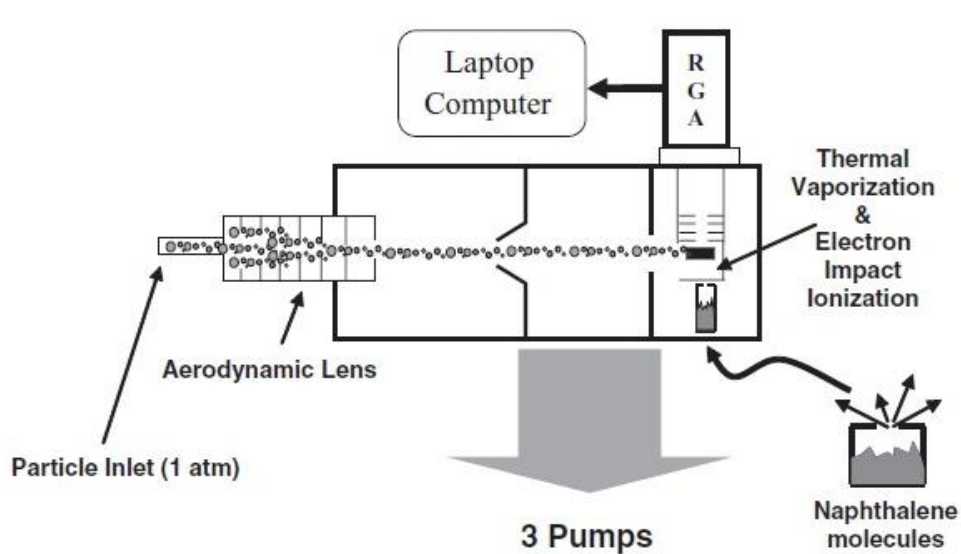 Laptop
Computer
R
G
A
Thermal
Vaporization
&
Electron
Impact
Ionization
Aerodynamic Lens
Particle Inlet (1 atm)
3 Pumps
Naphthalene
molecules